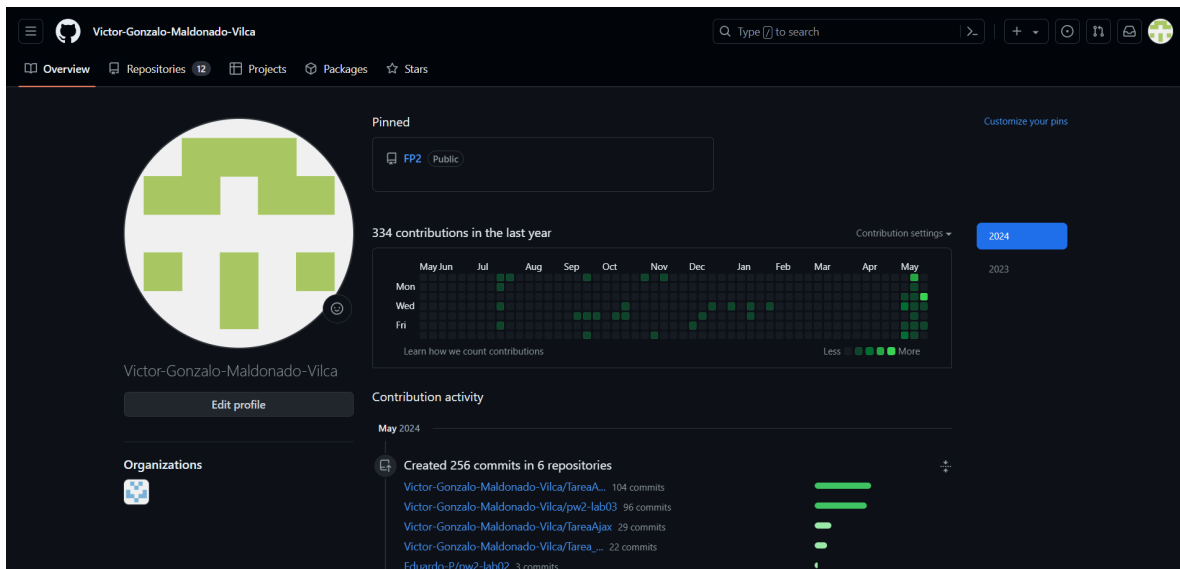 Victor-Gonzalo-Maldonado-Vilca
Type / to search
Overview
Repositories 12
Projects
Packages
Stars
Pinned
Customize your pins
FP2 Public
334 contributions in the last year
Contribution settings
2024
2023
May Jun Jul Aug Sep Oct Nov Dec Jan Feb Mar Apr May
Mon
Wed
Fri
Learn how we count contributions
Less More
Victor-Gonzalo-Maldonado-Vilca
Edit profile
Organizations
Contribution activity
May 2024
Created 256 commits in 6 repositories
Victor-Gonzalo-Maldonado-Vilca/TareaA... 104 commits
Victor-Gonzalo-Maldonado-Vilca/pw2-lab03 96 commits
Victor-Gonzalo-Maldonado-Vilca/TareaAjax 29 commits
Victor-Gonzalo-Maldonado-Vilca/Tarea_... 22 commits
Eduardo-P/pw2-lab02 3 commits